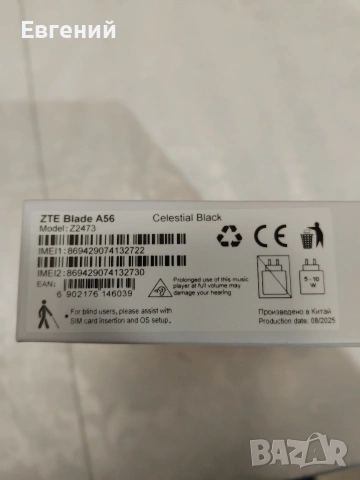 Евгений
ZTE Blade A56 Celestial Black
Model: Z2473
IMEI1:869429074132722
IMEI2:869429074132730
EAN:
6 902176 146039
Prolonged use of this music
player at full volume may
damage your hearing
5 - 10
W
For blind users, please assist with
SIM card insertion and OS setup.
Произведено в Китай
Production date: 08/2025
BAZAR
bg